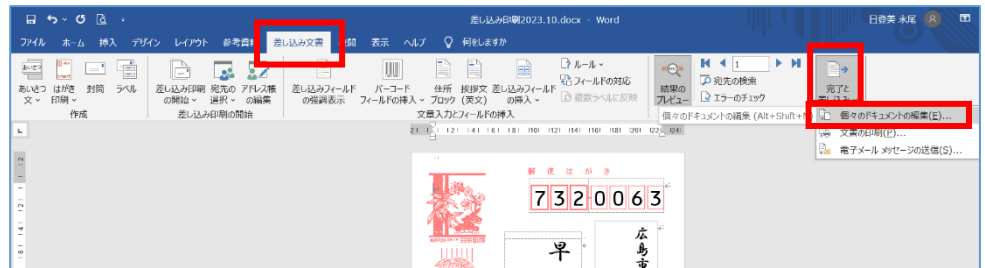 差し込み印刷2023.10.docx - Word
日登美 永尾
ファイル ホーム 挿入 デザイン レイアウト 参考資料 差し込み文書 校閲 表示 ヘルプ 何をしますか
あいさつ文 はがき印刷 封筒 ラベル
差し込み印刷の開始 宛先の選択 アドレス帳の編集
差し込みフィールドの強調表示 バーコードフィールドの挿入 住所ブロック 挨拶文(英文) 差し込みフィールドの挿入
ルール
フィールドの対応
複数ラベルに反映
結果のプレビュー
1
宛先の検索
エラーのチェック
完了と差し込み
作成 差し込み印刷の開始 文章入力とフィールドの挿入
個々のドキュメントの編集 (Alt+Shift+N)
個々のドキュメントの編集(E)...
文書の印刷(P)...
電子メール メッセージの送信(S)...
郵便はがき
7320063
広島市
早